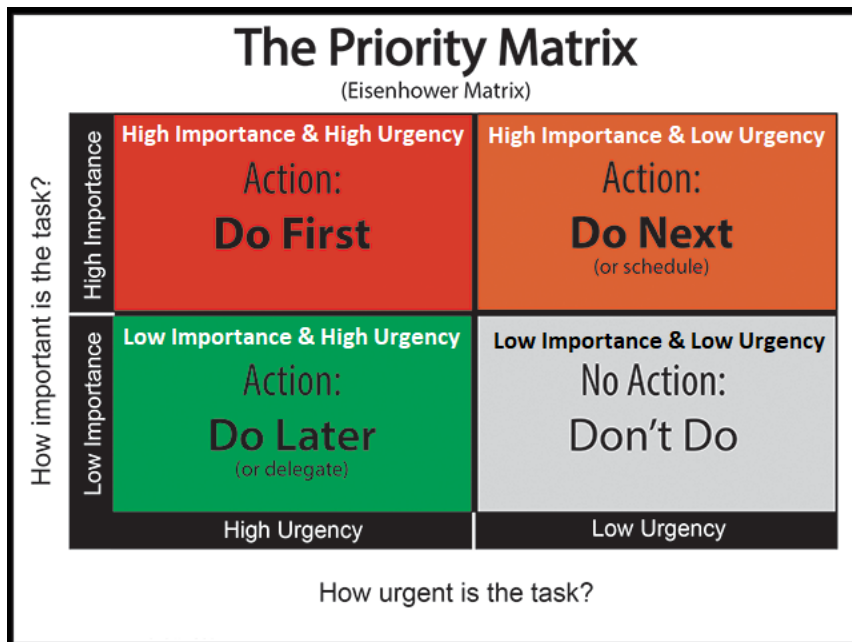 The Priority Matrix
(Eisenhower Matrix)
How important is the task?
High Importance
High Importance & High Urgency
Action:
Do First
High Importance & Low Urgency
Action:
Do Next
(or schedule)
Low Importance
Low Importance & High Urgency
Action:
Do Later
(or delegate)
Low Importance & Low Urgency
No Action:
Don't Do
High Urgency
Low Urgency
How urgent is the task?